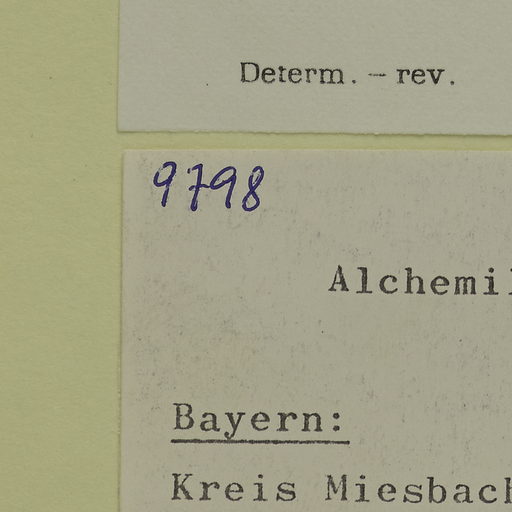 Determ. – rev.
9798
Alchemil
Bayern:
Kreis Miesbach